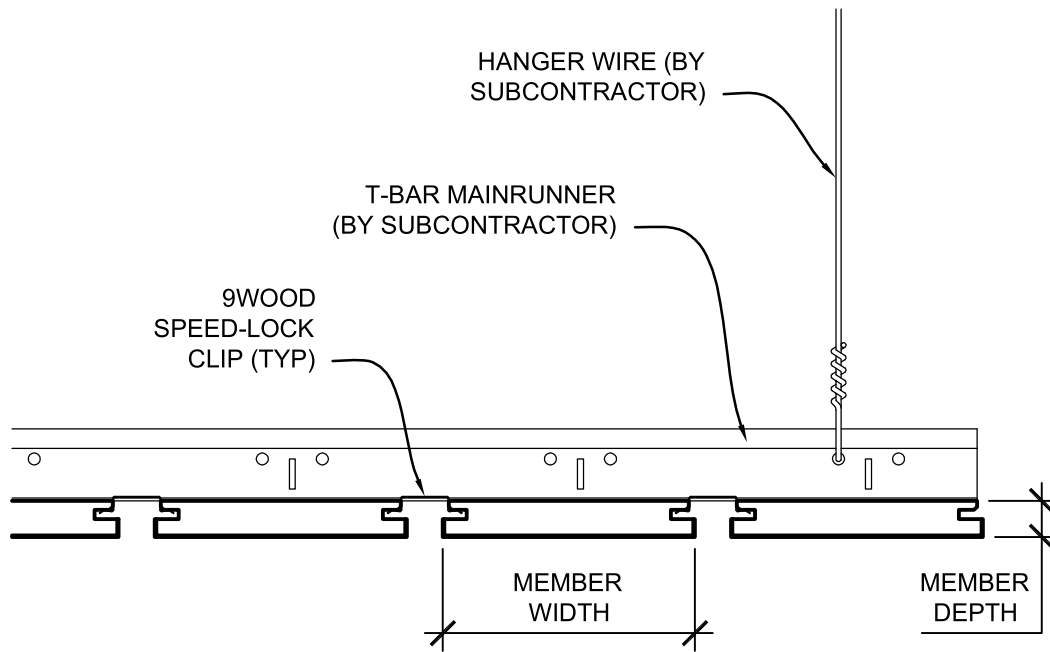 HANGER WIRE (BY
SUBCONTRACTOR)
T-BAR MAINRUNNER
(BY SUBCONTRACTOR)
9WOOD
SPEED-LOCK
CLIP (TYP)
MEMBER
WIDTH
MEMBER
DEPTH